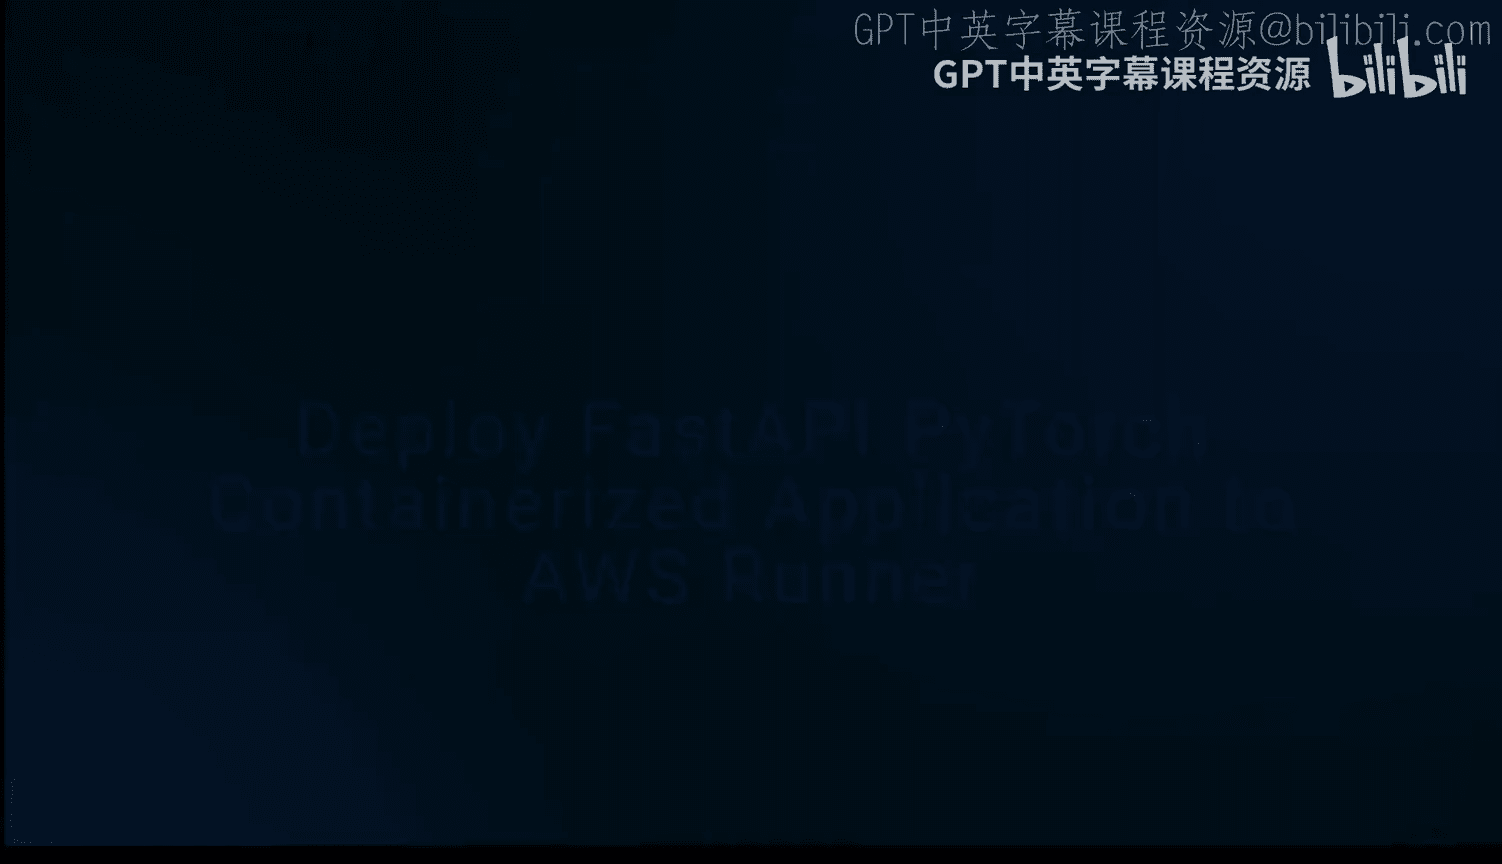 GPT中英字幕课程资源@bilibili.com
GPT中英字幕课程资源 bilibili
Deploy FastAPI PyTorch
Containerized Application to
AWS Runner